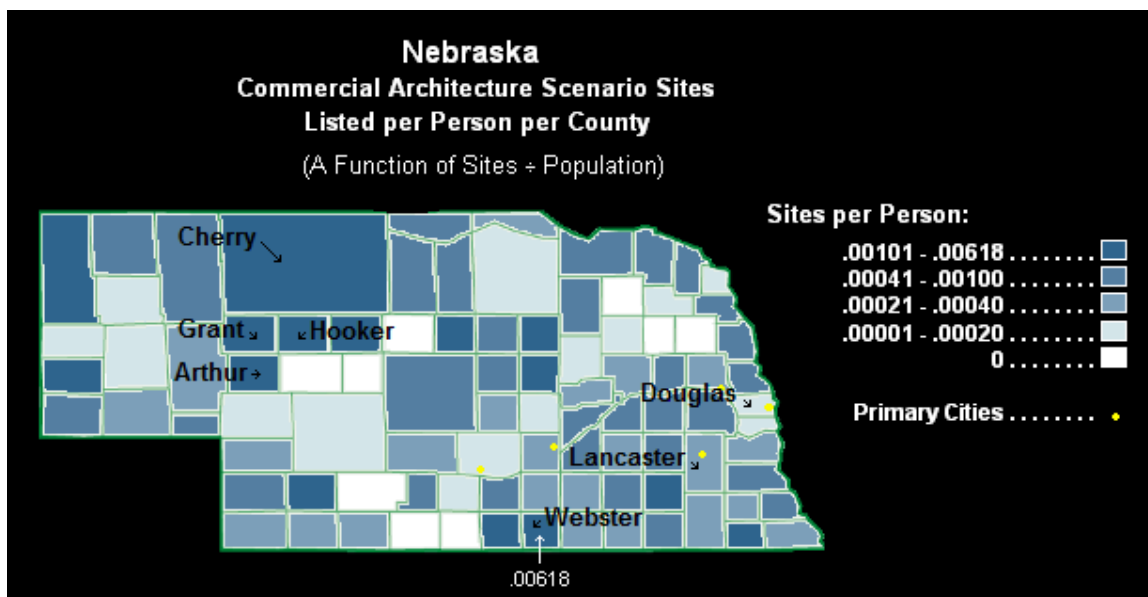 Nebraska
Commercial Architecture Scenario Sites
Listed per Person per County
(A Function of Sites ÷ Population)
Sites per Person:
.00101 - .00618 . . . . . . . .
.00041 - .00100 . . . . . . . .
.00021 - .00040 . . . . . . . .
.00001 - .00020 . . . . . . . .
0 . . . . . . . .
Primary Cities . . . . . . . .
Cherry
Grant
Hooker
Arthur
Douglas
Lancaster
Webster
.00618